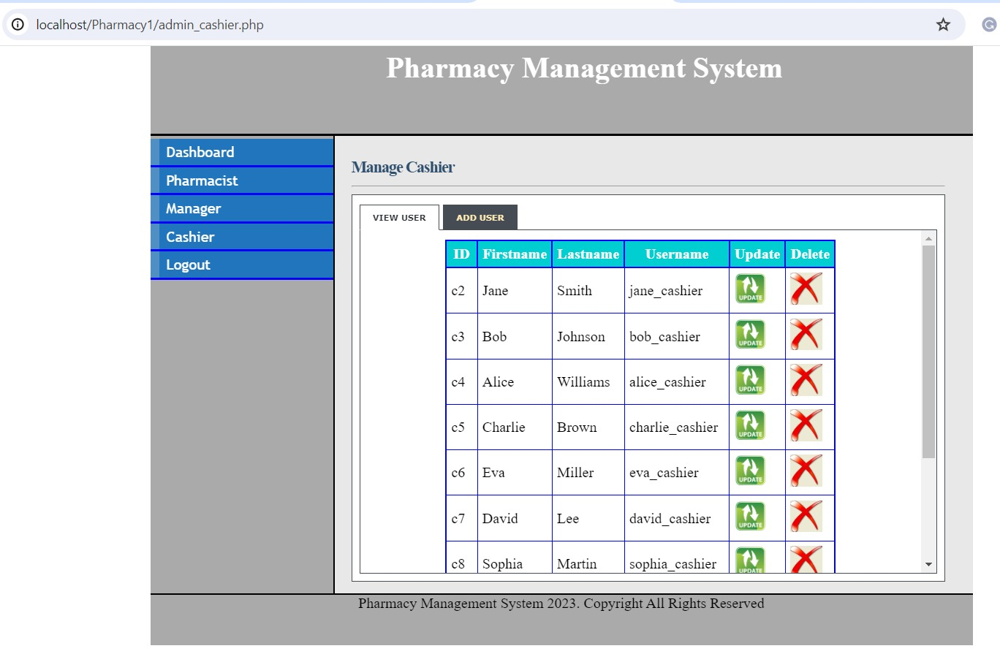 localhost/Pharmacy1/admin_cashier.php
G
Pharmacy Management System
Dashboard
Pharmacist
Manager
Cashier
Logout
Manage Cashier
VIEW USER ADD USER
ID Firstname Lastname Username Update Delete
c2 Jane Smith jane_cashier UPDATE
c3 Bob Johnson bob_cashier UPDATE
c4 Alice Williams alice_cashier UPDATE
c5 Charlie Brown charlie_cashier UPDATE
c6 Eva Miller eva_cashier UPDATE
c7 David Lee david_cashier UPDATE
c8 Sophia Martin sophia_cashier UPDATE
Pharmacy Management System 2023. Copyright All Rights Reserved